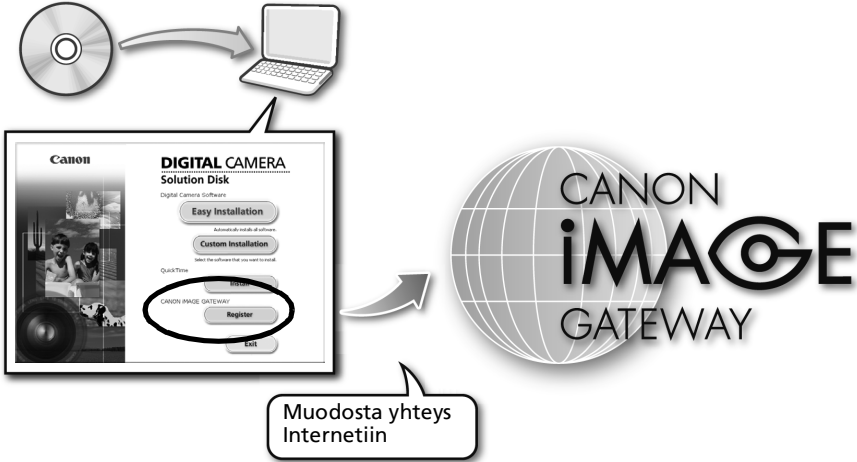 Canon
DIGITAL CAMERA
Solution Disk
Digital Camera Software
Easy Installation
Automatically installs all software.
Custom Installation
Select the software that you want to install.
QuickTime
Install
CANON iMAGE GATEWAY
Register
Exit
CANON
iMAGE
GATEWAY
Muodosta yhteys
Internetiin